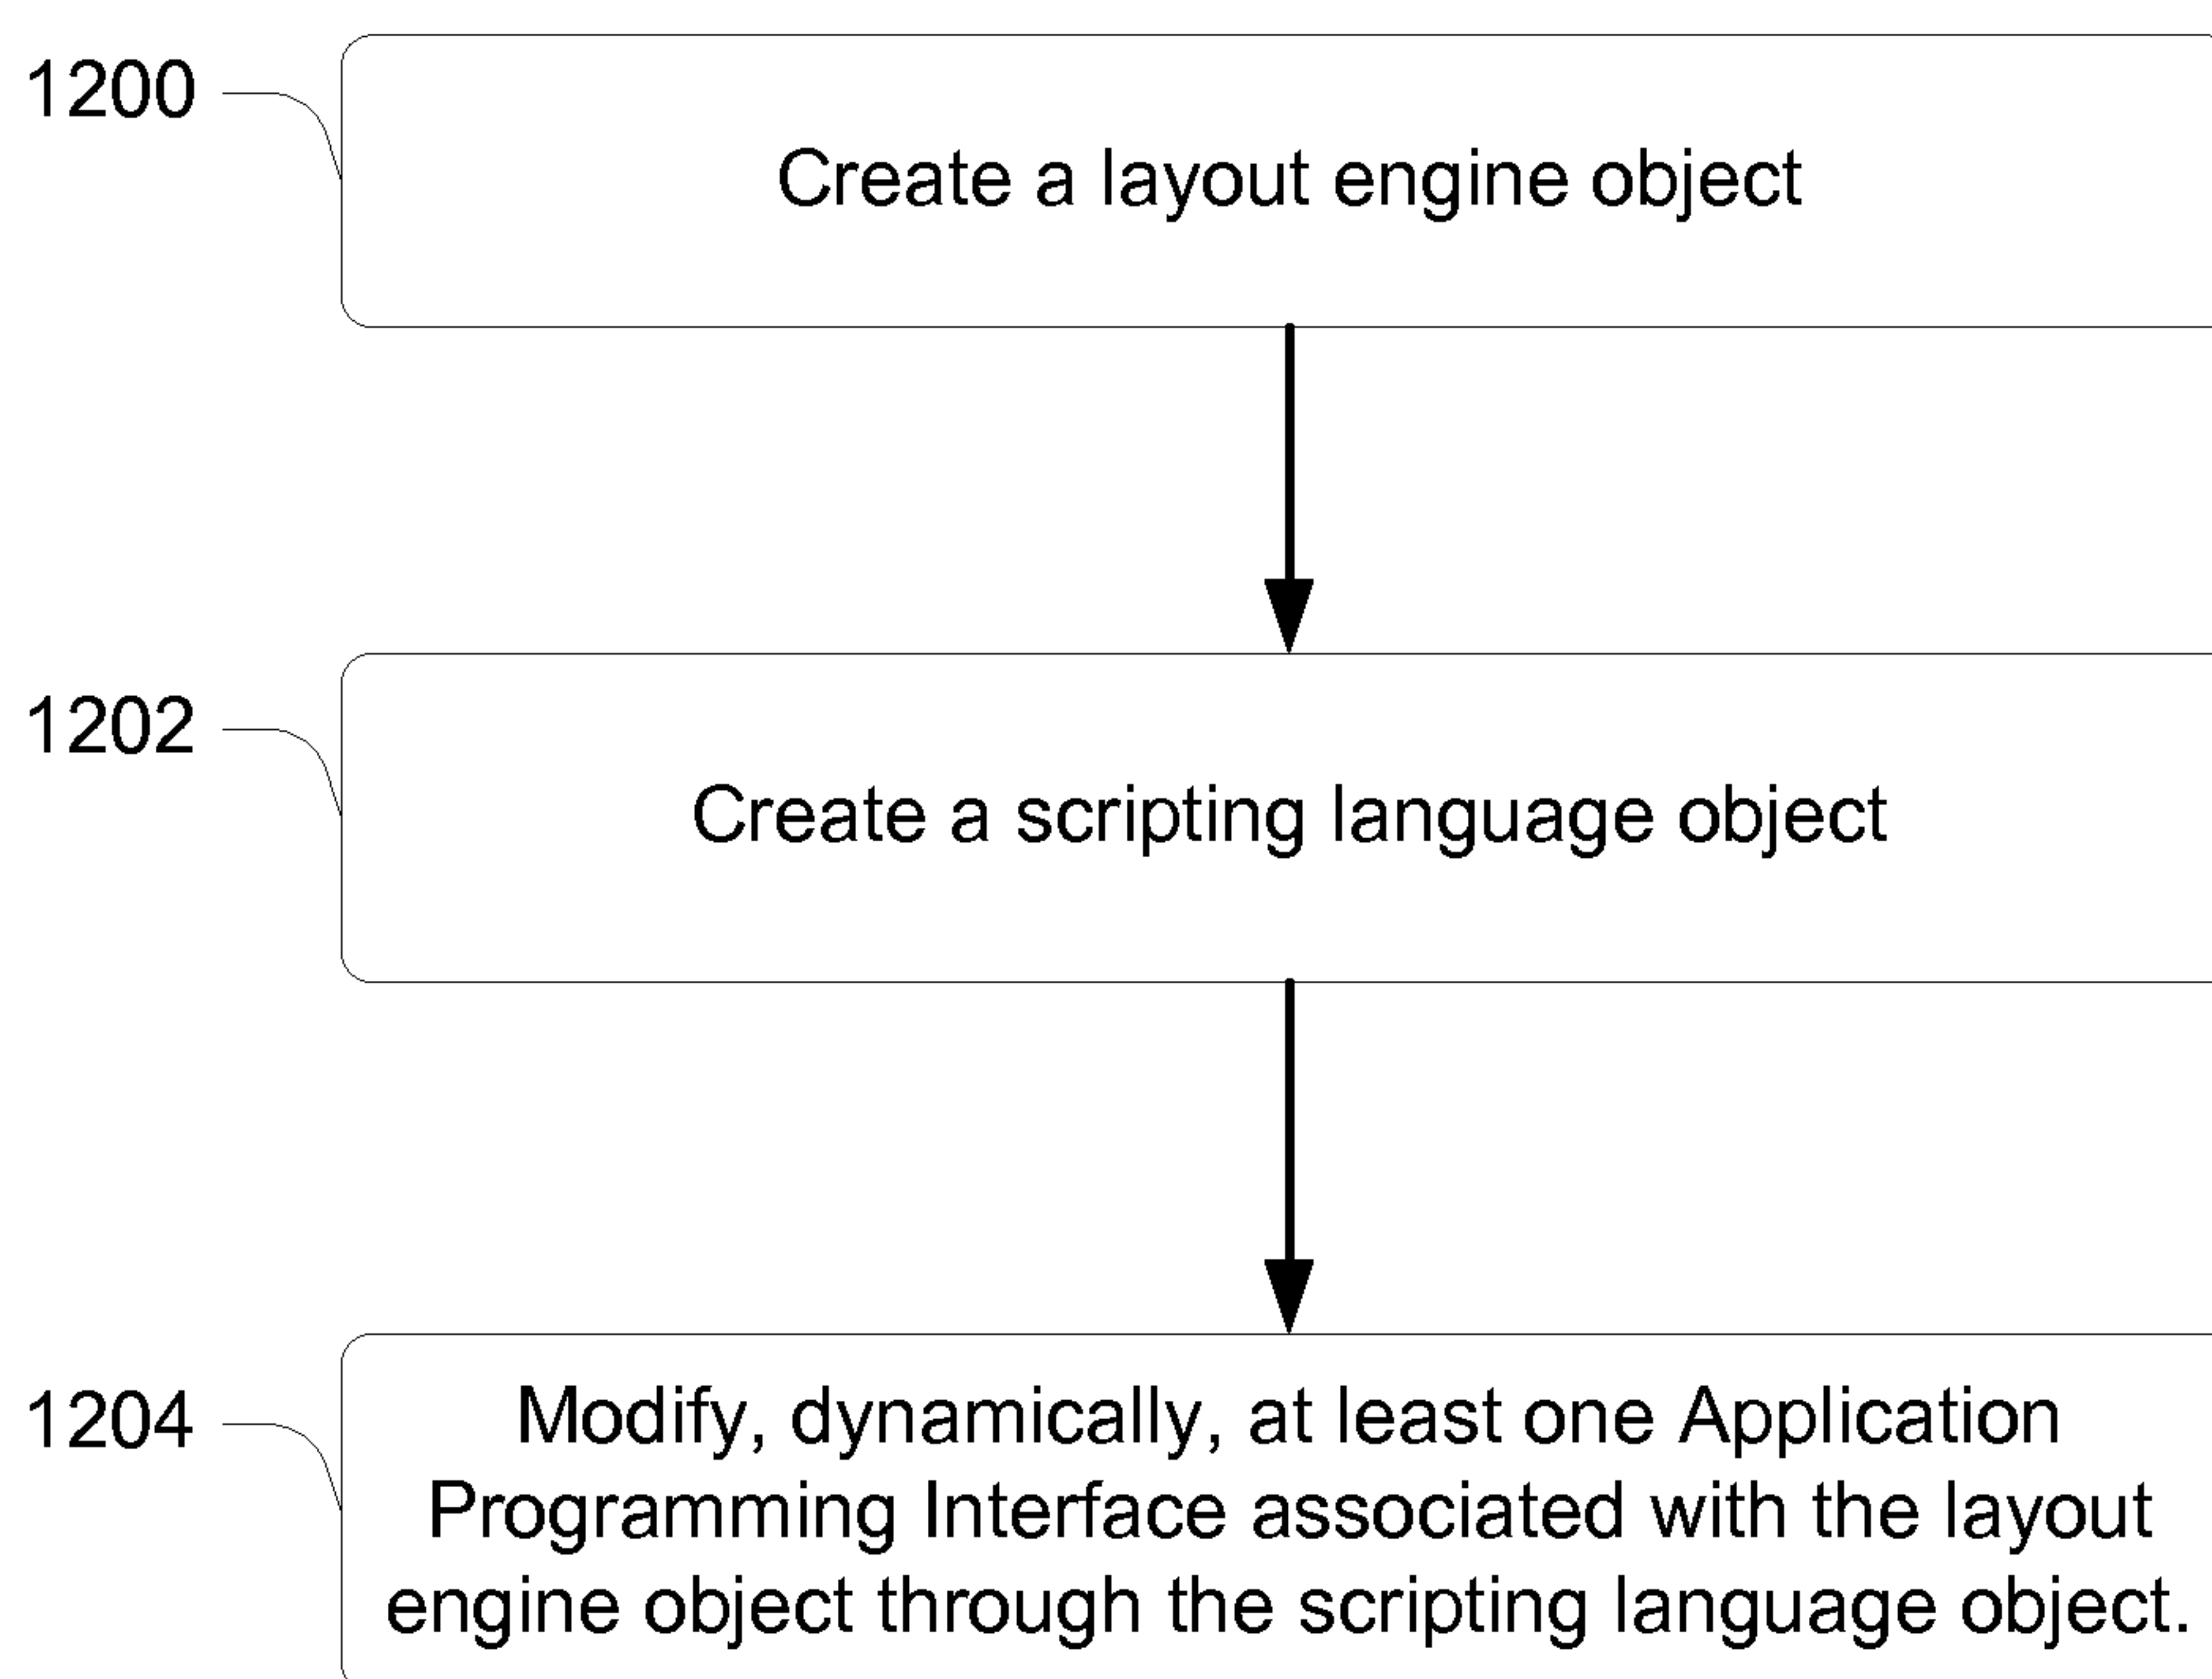 1200
Create a layout engine object
1202
Create a scripting language object
1204
Modify, dynamically, at least one Application
Programming Interface associated with the layout
engine object through the scripting language object.